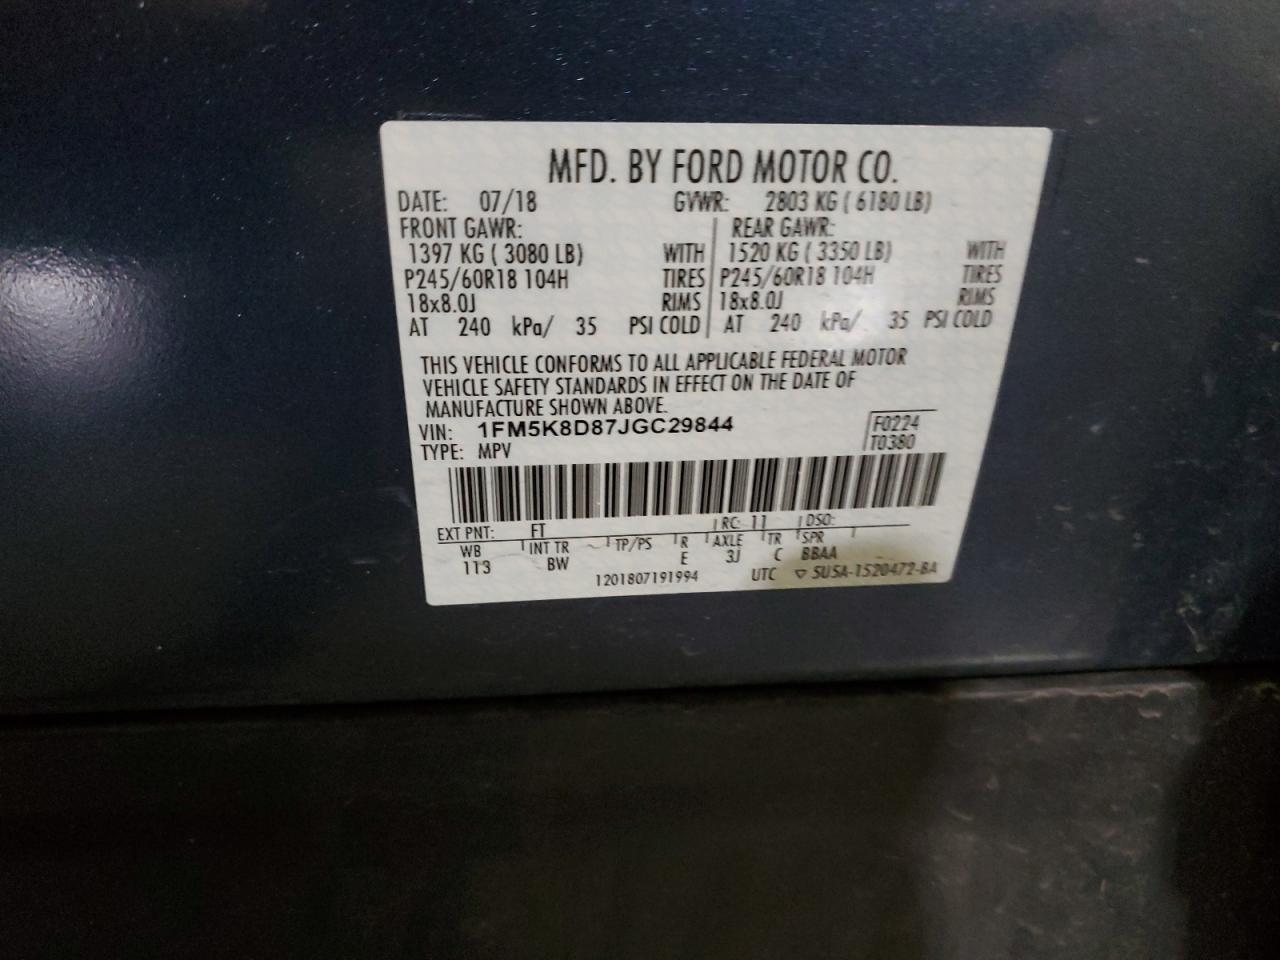 MFD. BY FORD MOTOR CO.
DATE: 07/18 GVWR: 2803 KG ( 6180 LB)
FRONT GAWR: REAR GAWR:
1397 KG ( 3080 LB) WITH 1520 KG ( 3350 LB) WITH
P245/60R18 104H TIRES P245/60R18 104H TIRES
18x8.0J RIMS 18x8.0J RIMS
AT 240 kPa/ 35 PSI COLD AT 240 kPa/ 35 PSI COLD
THIS VEHICLE CONFORMS TO ALL APPLICABLE FEDERAL MOTOR
VEHICLE SAFETY STANDARDS IN EFFECT ON THE DATE OF
MANUFACTURE SHOWN ABOVE.
VIN: 1FM5K8D87JGC29844 F0224
TYPE: MPV T0380
EXT PNT: FT RC: 11 DSO:
WB INT TR TP/PS R AXLE TR SPR
113 BW E 3J C BBAA
1201807191994 UTC ▽ 5U5A-1520472-BA